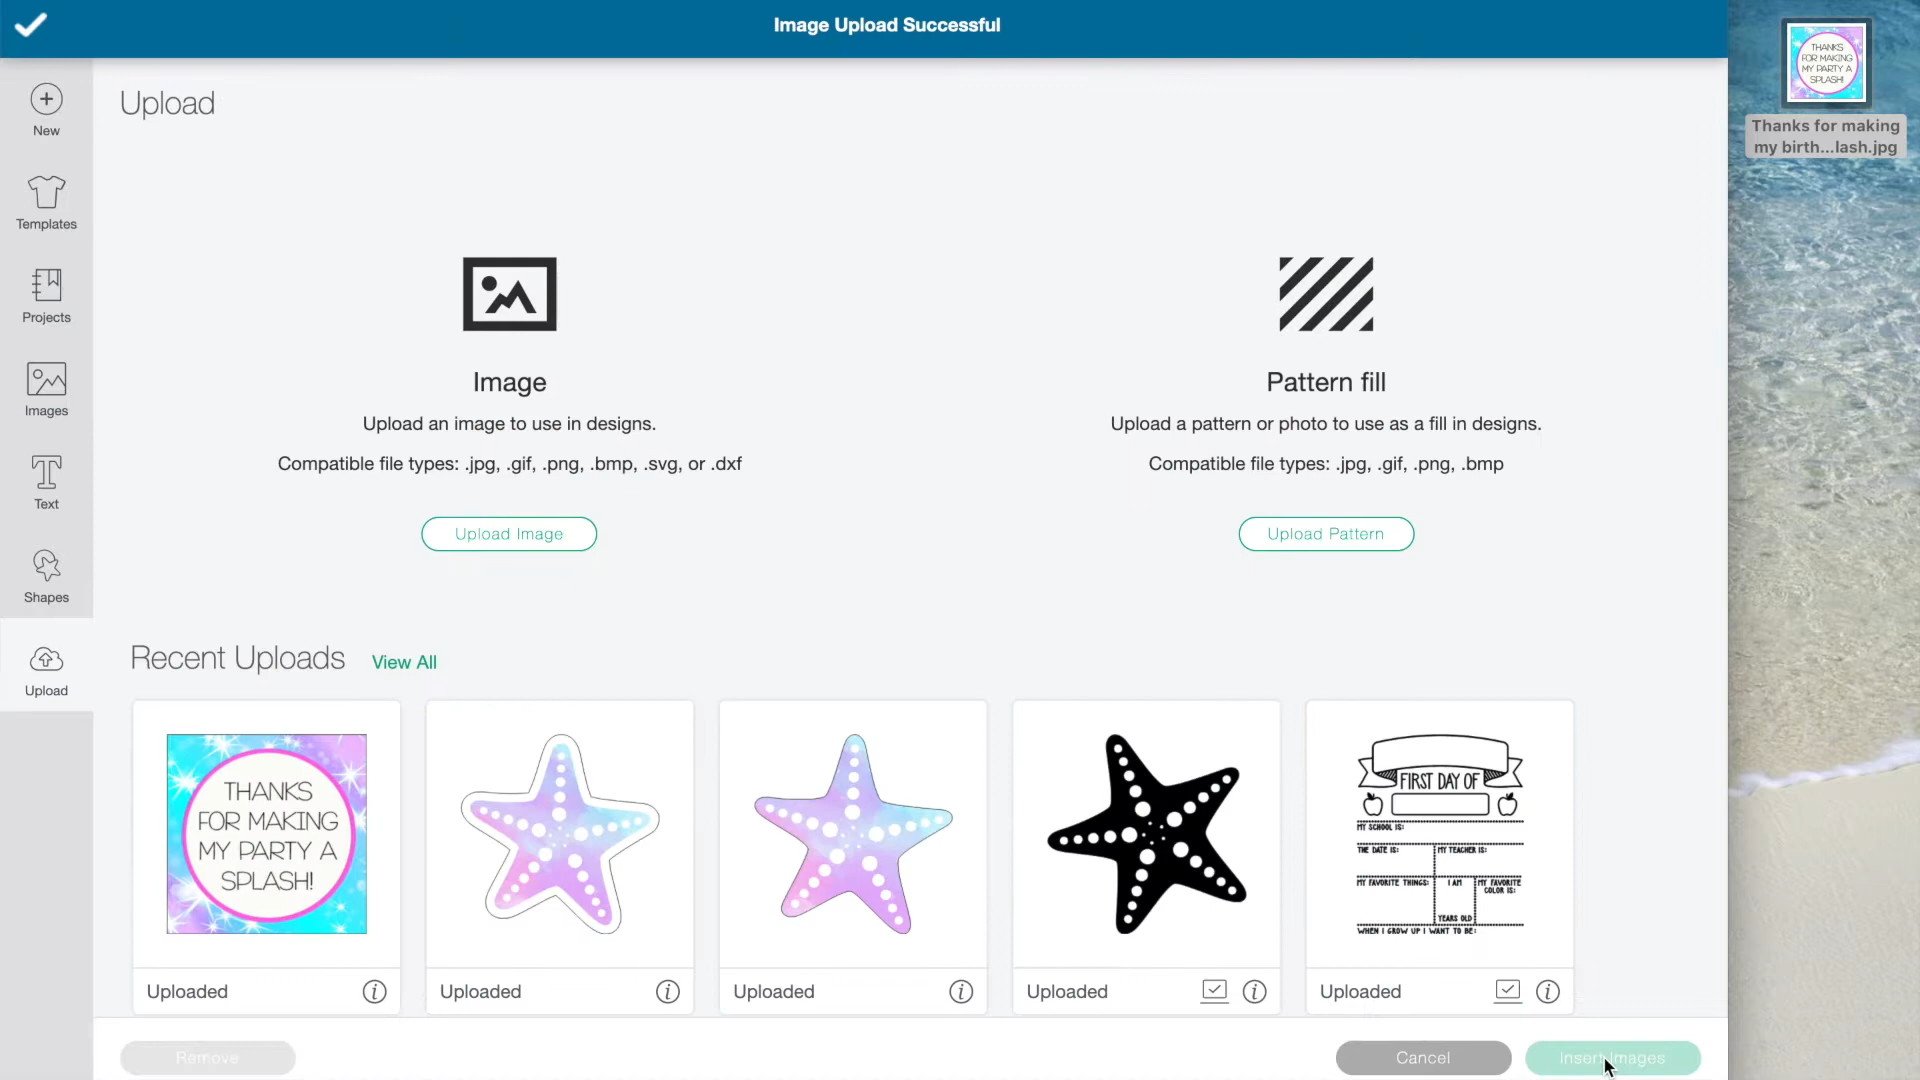 Image Upload Successful
THANKS
FOR MAKING
MY PARTY A
SPLASH!
Thanks for making
my birth...lash.jpg
New
Templates
Projects
Images
Text
Shapes
Upload
Upload
Image
Upload an image to use in designs.
Compatible file types: .jpg, .gif, .png, .bmp, .svg, or .dxf
Upload Image
Pattern fill
Upload a pattern or photo to use as a fill in designs.
Compatible file types: .jpg, .gif, .png, .bmp
Upload Pattern
Recent Uploads View All
THANKS
FOR MAKING
MY PARTY A
SPLASH!
FIRST DAY OF
MY SCHOOL IS:
THE DATE IS: MY TEACHER IS:
MY FAVORITE THINGS: I AM MY FAVORITE
COLOR IS:
YEARS OLD
WHEN I GROW UP I WANT TO BE:
Uploaded
Uploaded
Uploaded
Uploaded
Uploaded
Remove
Cancel
Insert Images